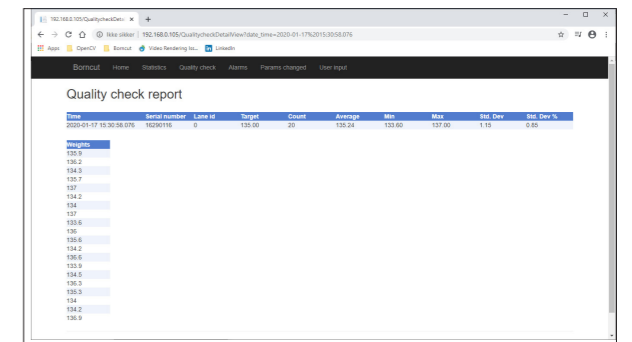 192.168.0.105/QualitycheckDeta
Ikke sikker | 192.168.0.105/QualitycheckDetailView?date_time=2020-01-17%2015:30:58.076
Apps OpenCV Borncut Video Rendering Iss... LinkedIn
Borncut Home Statistics Quality check Alarms Params changed User input
Quality check report
Time Serial number Lane id Target Count Average Min Max Std. Dev Std. Dev %
2020-01-17 15:30:58.076 16290116 0 135.00 20 135.24 133.60 137.00 1.15 0.85
Weights
135.9
136.2
134.3
135.7
137
134.2
134
137
133.6
136
135.6
134.2
136.6
133.9
134.5
136.3
135.3
134
134.2
136.9